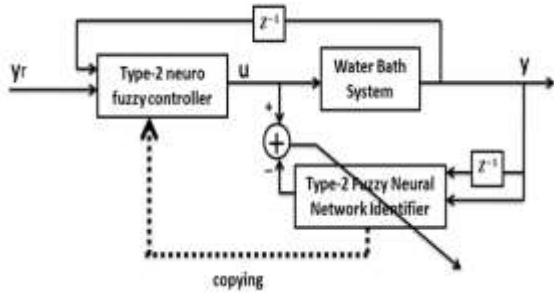 Z⁻¹
yr
Type-2 neuro
fuzzy controller
u
Water Bath
System
y
+
+
−
Z⁻¹
Type-2 Fuzzy Neural
Network Identifier
copying